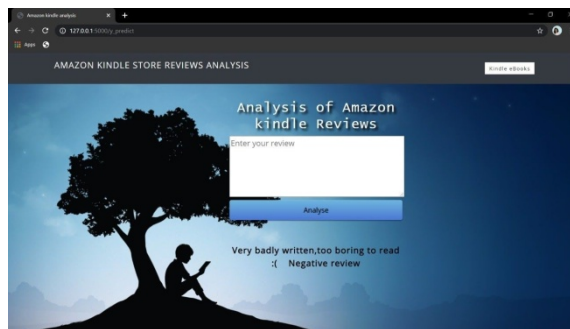 Amazon kindle analysis
127.0.0.1:5000/y_predict
Apps
AMAZON KINDLE STORE REVIEWS ANALYSIS
Kindle eBooks
Analysis of Amazon
kindle Reviews
Enter your review
Analyse
Very badly written,too boring to read
:( Negative review